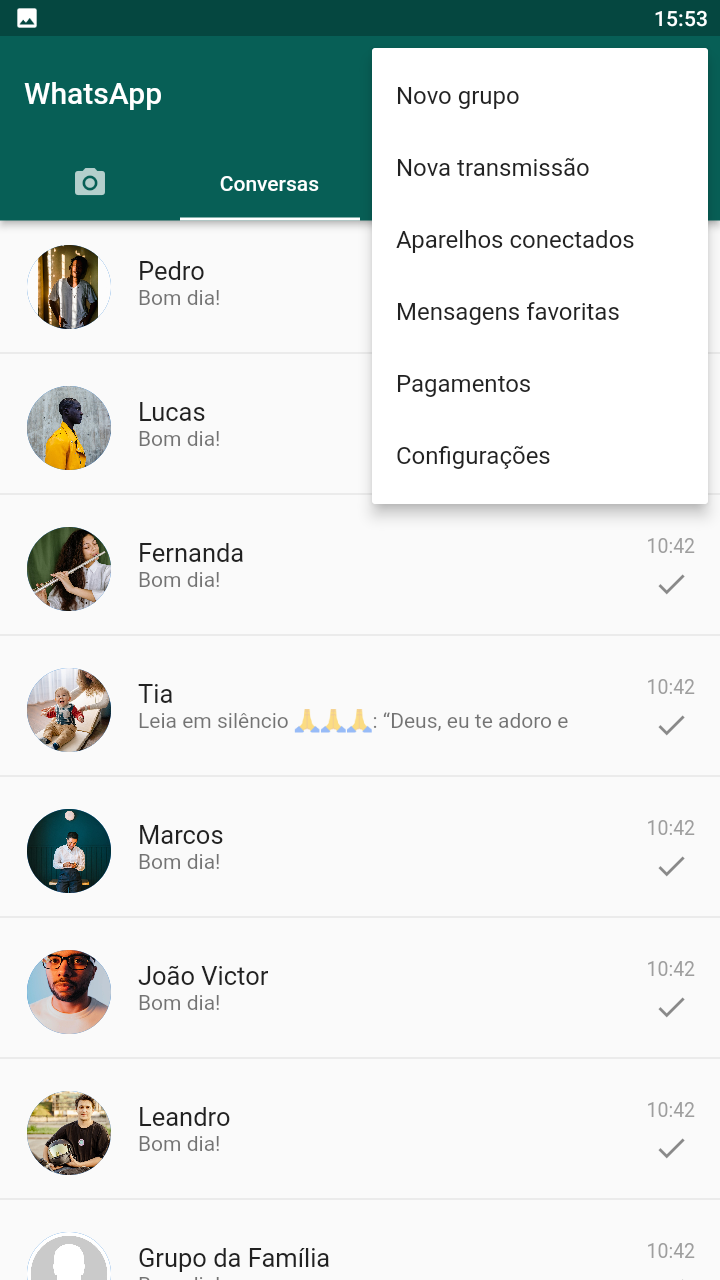 15:53
WhatsApp
Conversas
Novo grupo
Nova transmissão
Aparelhos conectados
Mensagens favoritas
Pagamentos
Configurações
Pedro
Bom dia!
Lucas
Bom dia!
Fernanda
10:42
Bom dia!
Tia
10:42
Leia em silêncio 🙏🙏🙏: “Deus, eu te adoro e
Marcos
10:42
Bom dia!
João Victor
10:42
Bom dia!
Leandro
10:42
Bom dia!
Grupo da Família
10:42